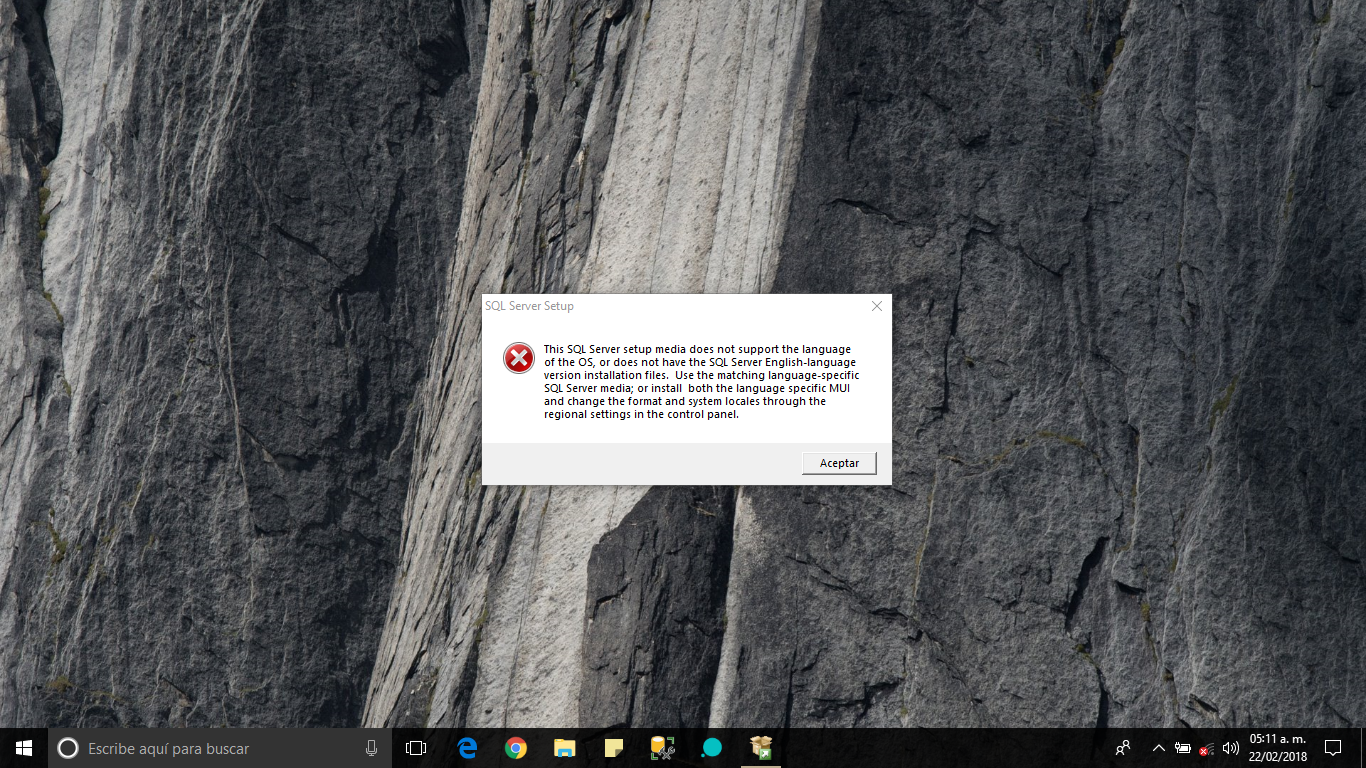 SQL Server Setup
This SQL Server setup media does not support the language
of the OS, or does not have the SQL Server English-language
version installation files.  Use the matching language-specific
SQL Server media; or install  both the language specific MUI
and change the format and system locales through the
regional settings in the control panel.
Aceptar
Escribe aquí para buscar
05:11 a. m.
22/02/2018